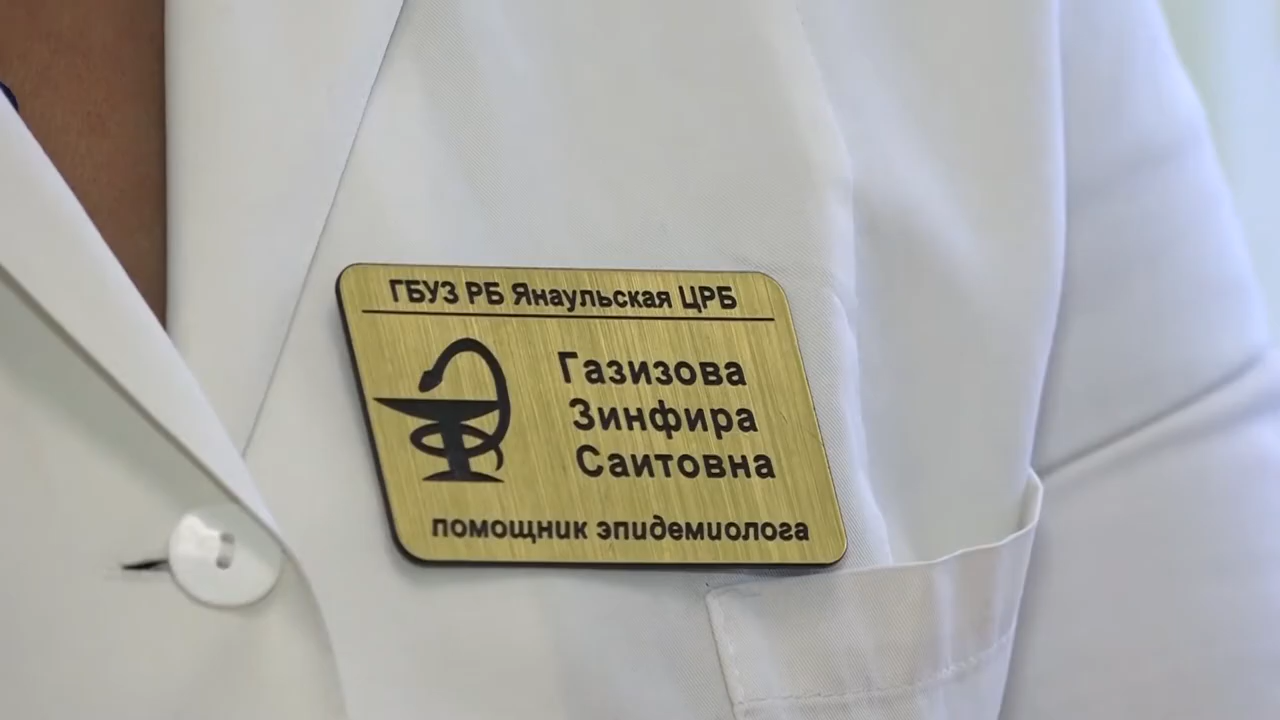 ГБУЗ РБ Янаульская ЦРБ
Газизова
Зинфира
Саитовна
помощник эпидемиолога